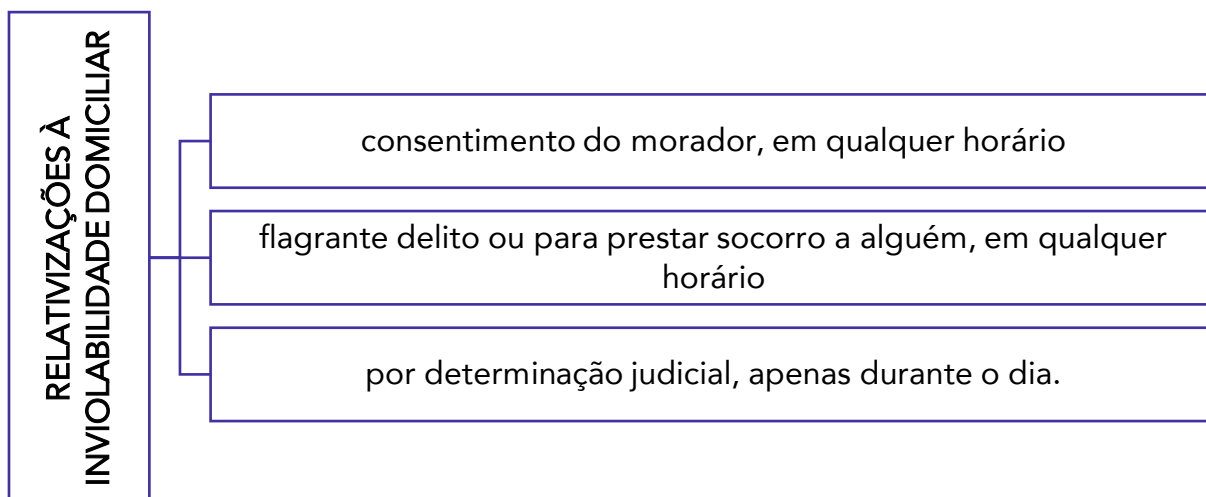 RELATIVIZAÇÕES À
INVIOLABILIDADE DOMICILIAR
consentimento do morador, em qualquer horário
flagrante delito ou para prestar socorro a alguém, em qualquer
horário
por determinação judicial, apenas durante o dia.